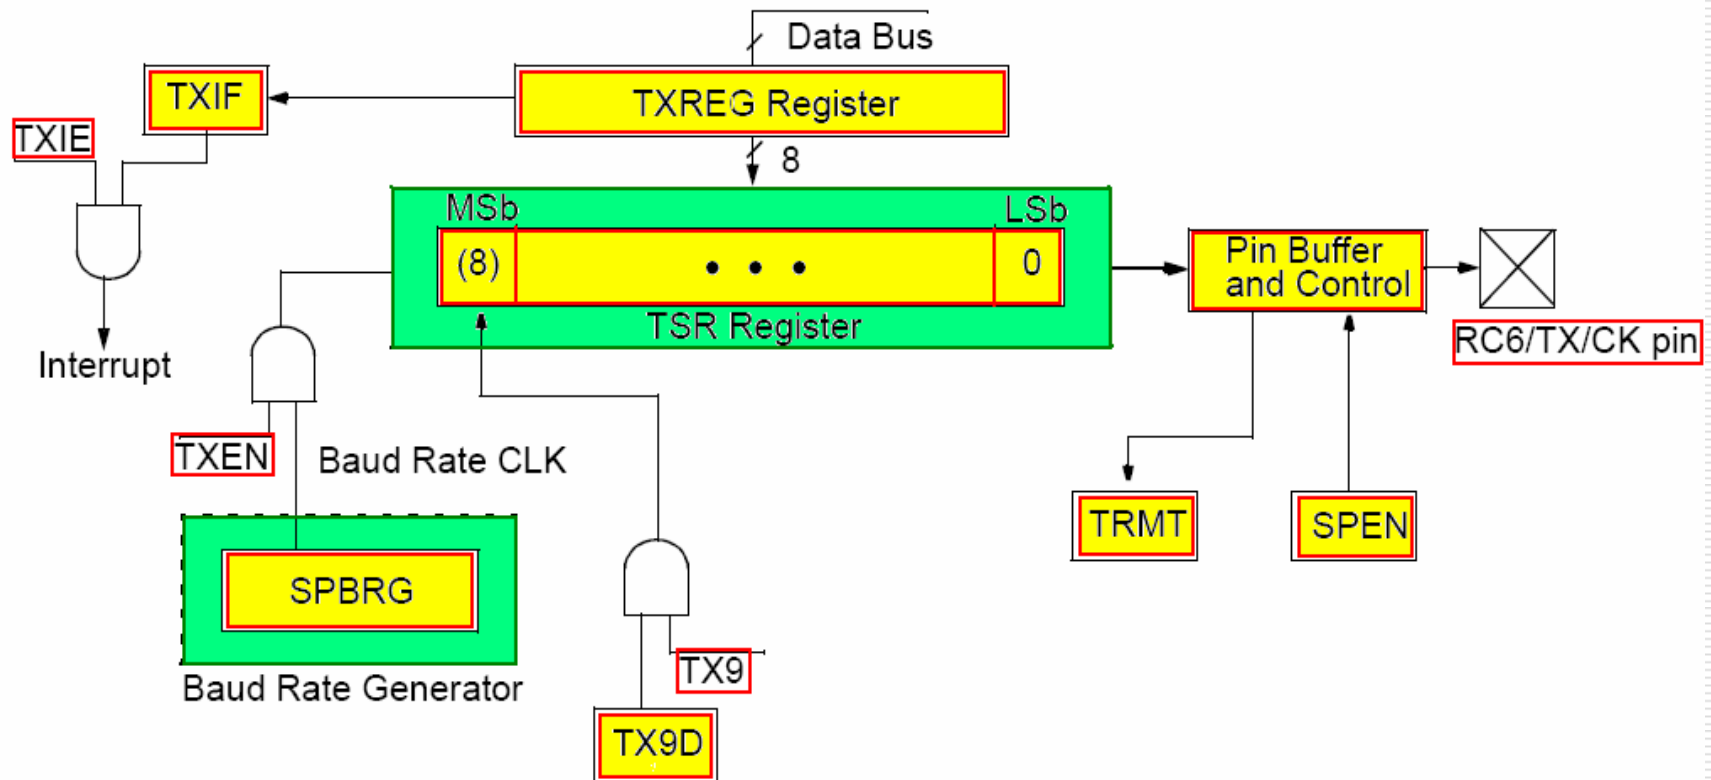 Data Bus
TXIF
TXREG Register
TXIE
8
MSb
LSb
(8)
0
TSR Register
Pin Buffer
and Control
RC6/TX/CK pin
Interrupt
TXEN
Baud Rate CLK
TRMT
SPEN
SPBRG
Baud Rate Generator
TX9
TX9D